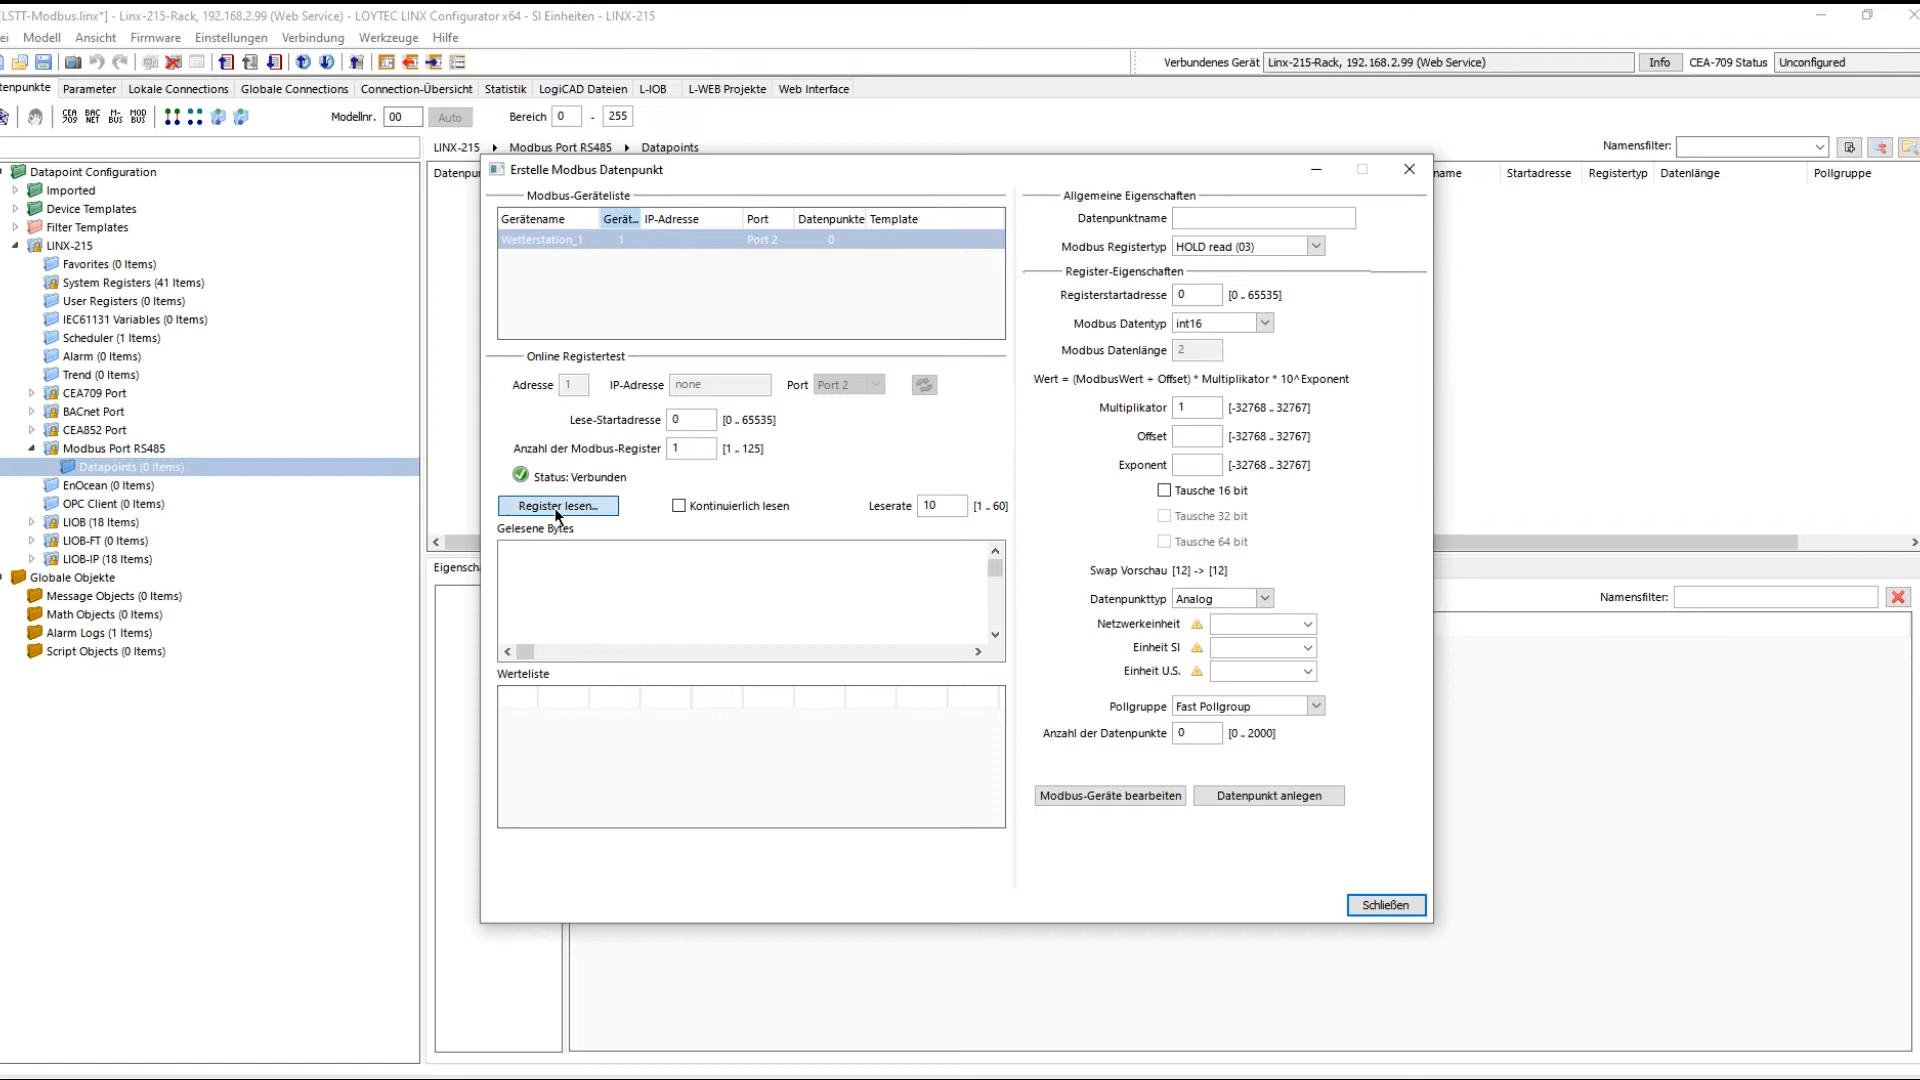 LSTT-Modbus.linx*] - Linx-215-Rack, 192.168.2.99 (Web Service) - LOYTEC LINX Configurator x64 - SI Einheiten - LINX-215
ei Modell Ansicht Firmware Einstellungen Verbindung Werkzeuge Hilfe
Verbundenes Gerät Linx-215-Rack, 192.168.2.99 (Web Service) Info CEA-709 Status Unconfigured
tenpunkte Parameter Lokale Connections Globale Connections Connection-Übersicht Statistik LogiCAD Dateien L-IOB L-WEB Projekte Web Interface
CEA 709 BAC NET M- BUS MOD BUS Modellnr. 00 Auto Bereich 0 - 255
LINX-215 Modbus Port RS485 Datapoints Namensfilter:
Datapoint Configuration
Imported
Device Templates
Filter Templates
LINX-215
Favorites (0 Items)
System Registers (41 Items)
User Registers (0 Items)
IEC61131 Variables (0 Items)
Scheduler (1 Items)
Alarm (0 Items)
Trend (0 Items)
CEA709 Port
BACnet Port
CEA852 Port
Modbus Port RS485
Datapoints (0 Items)
EnOcean (0 Items)
OPC Client (0 Items)
LIOB (18 Items)
LIOB-FT (0 Items)
LIOB-IP (18 Items)
Globale Objekte
Message Objects (0 Items)
Math Objects (0 Items)
Alarm Logs (1 Items)
Script Objects (0 Items)
Datenpu
name Startadresse Registertyp Datenlänge Pollgruppe
Eigensch
Namensfilter:
Erstelle Modbus Datenpunkt
Modbus-Geräteliste
Gerätename Gerät... IP-Adresse Port Datenpunkte Template
Wetterstation_1 1 Port 2 0
Online Registertest
Adresse 1 IP-Adresse none Port Port 2
Lese-Startadresse 0 [0 .. 65535]
Anzahl der Modbus-Register 1 [1 .. 125]
Status: Verbunden
Register lesen... Kontinuierlich lesen Leserate 10 [1 .. 60]
Gelesene Bytes
Werteliste
Allgemeine Eigenschaften
Datenpunktname
Modbus Registertyp HOLD read (03)
Register-Eigenschaften
Registerstartadresse 0 [0 .. 65535]
Modbus Datentyp int16
Modbus Datenlänge 2
Wert = (ModbusWert + Offset) * Multiplikator * 10^Exponent
Multiplikator 1 [-32768 .. 32767]
Offset [-32768 .. 32767]
Exponent [-32768 .. 32767]
Tausche 16 bit
Tausche 32 bit
Tausche 64 bit
Swap Vorschau [12] -> [12]
Datenpunkttyp Analog
Netzwerkeinheit
Einheit SI
Einheit U.S.
Pollgruppe Fast Pollgroup
Anzahl der Datenpunkte 0 [0 .. 2000]
Modbus-Geräte bearbeiten Datenpunkt anlegen
Schließen